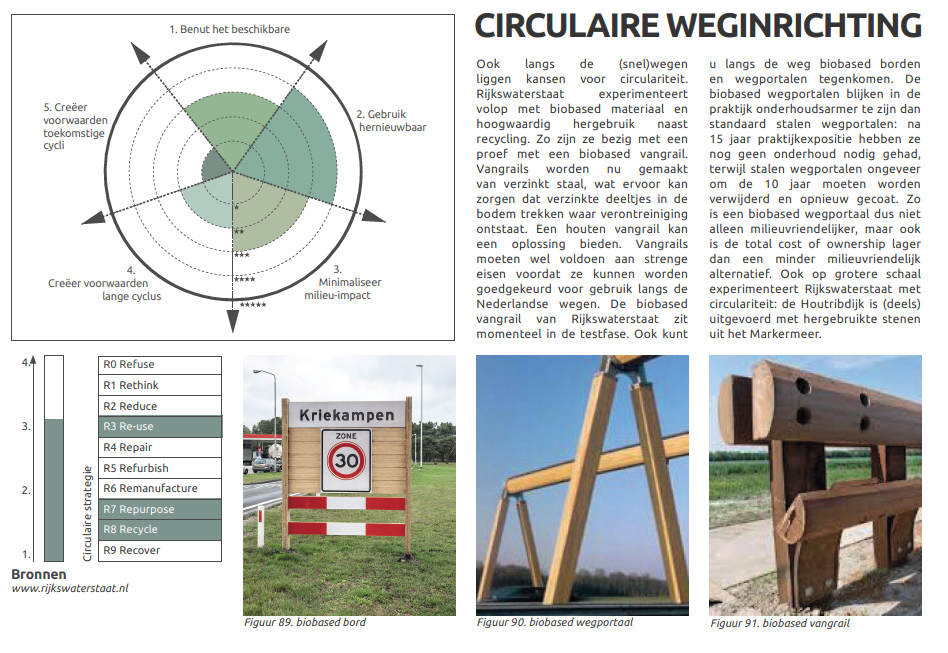 1. Benut het beschikbare
2. Gebruik
hernieuwbaar
3.
Minimaliseer
milieu-impact
4.
Creëer voorwaarden
lange cyclus
5. Creëer
voorwaarden
toekomstige
cycli
*
**
***
****
*****
CIRCULAIRE WEGINRICHTING
Ook langs de (snel)wegen
liggen kansen voor circulariteit.
Rijkswaterstaat experimenteert
volop met biobased materiaal en
hoogwaardig hergebruik naast
recycling. Zo zijn ze bezig met een
proef met een biobased vangrail.
Vangrails worden nu gemaakt
van verzinkt staal, wat ervoor kan
zorgen dat verzinkte deeltjes in de
bodem trekken waar verontreiniging
ontstaat. Een houten vangrail kan
een oplossing bieden. Vangrails
moeten wel voldoen aan strenge
eisen voordat ze kunnen worden
goedgekeurd voor gebruik langs de
Nederlandse wegen. De biobased
vangrail van Rijkswaterstaat zit
momenteel in de testfase. Ook kunt
u langs de weg biobased borden
en wegportalen tegenkomen. De
biobased wegportalen blijken in de
praktijk onderhoudsarmer te zijn dan
standaard stalen wegportalen: na
15 jaar praktijkexpositie hebben ze
nog geen onderhoud nodig gehad,
terwijl stalen wegportalen ongeveer
om de 10 jaar moeten worden
verwijderd en opnieuw gecoat. Zo
is een biobased wegportaal dus niet
alleen milieuvriendelijker, maar ook
is de total cost of ownership lager
dan een minder milieuvriendelijk
alternatief. Ook op grotere schaal
experimenteert Rijkswaterstaat met
circulariteit: de Houtribdijk is (deels)
uitgevoerd met hergebruikte stenen
uit het Markermeer.
4.
3.
2.
1.
Circulaire strategie
R0 Refuse
R1 Rethink
R2 Reduce
R3 Re-use
R4 Repair
R5 Refurbish
R6 Remanufacture
R7 Repurpose
R8 Recycle
R9 Recover
Bronnen
www.rijkswaterstaat.nl
Kriekampen
ZONE
30
Figuur 89. biobased bord
Figuur 90. biobased wegportaal
Figuur 91. biobased vangrail